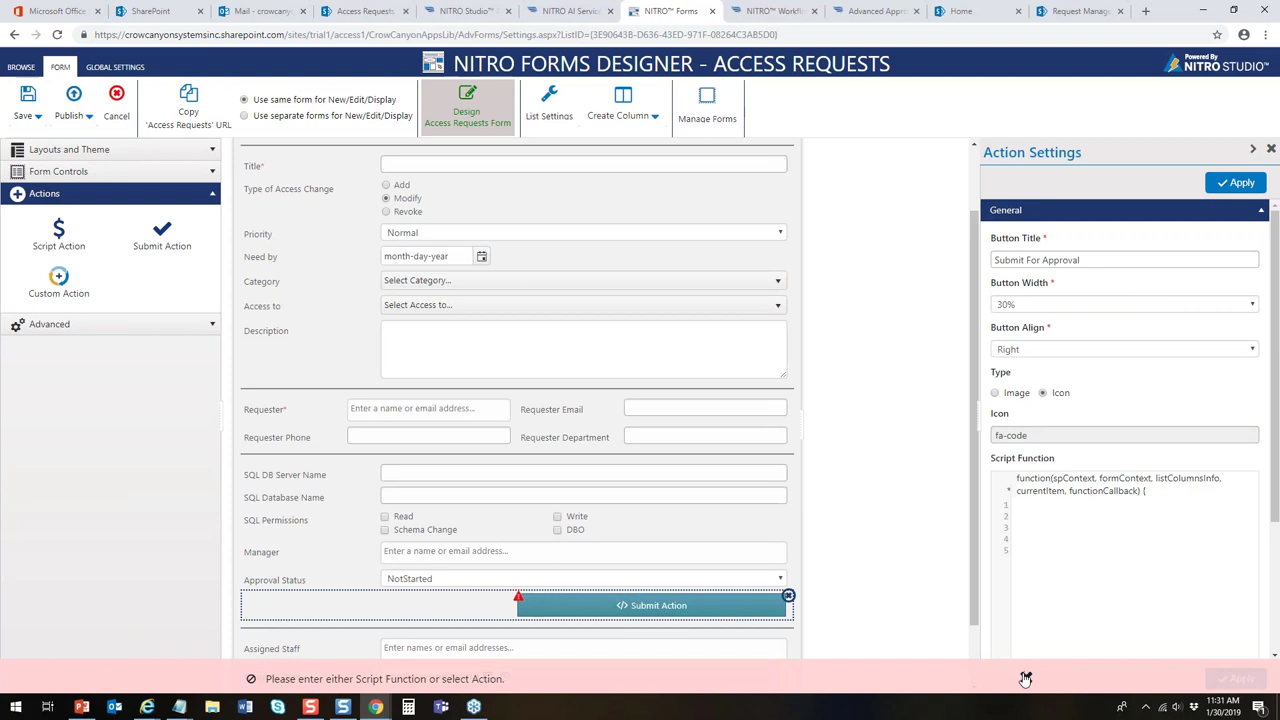 Microsoft Office
SharePoint
Mail - crowcany
Access Requests
NITRO Studio™
NITRO AI Service
NITRO™ Forms
NITRO™ Workfl
Advanced Appr
Home
Request Manag
https://crowcanyonsystemsinc.sharepoint.com/sites/trial1/access1/CrowCanyonAppsLib/AdvForms/Settings.aspx?ListID={3E90643B-D636-43ED-971F-08264CAB75D0}
BROWSE FORM GLOBAL SETTINGS
NITRO FORMS DESIGNER - ACCESS REQUESTS
Powered By
NITRO STUDIO™
Save
Publish
Cancel
Copy
'Access Requests' URL
Use same form for New/Edit/Display
Use separate forms for New/Edit/Display
Design
Access Requests Form
List Settings
Create Column
Manage Forms
Layouts and Theme
Form Controls
Actions
Script Action
Submit Action
Custom Action
Advanced
Title*
Type of Access Change
Add
Modify
Revoke
Priority
Normal
Need by
month-day-year
Category
Select Category...
Access to
Select Access to...
Description
Requester*
Enter a name or email address...
Requester Email
Requester Phone
Requester Department
SQL DB Server Name
SQL Database Name
SQL Permissions
Read
Write
Schema Change
DBO
Manager
Enter a name or email address...
Approval Status
NotStarted
</> Submit Action
Assigned Staff
Enter names or email addresses...
Action Settings
Apply
General
Button Title *
Submit For Approval
Button Width *
30%
Button Align *
Right
Type
Image
Icon
Icon
fa-code
Script Function
function(spContext, formContext, listColumnsInfo,
* currentItem, functionCallback) {
1
2
3
4
5
Please enter either Script Function or select Action.
Apply
11:31 AM
1/30/2019